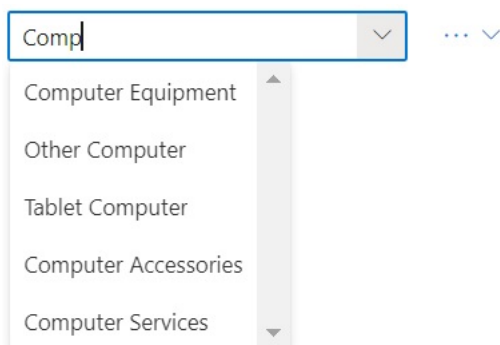 Comp
Computer Equipment
Other Computer
Tablet Computer
Computer Accessories
Computer Services